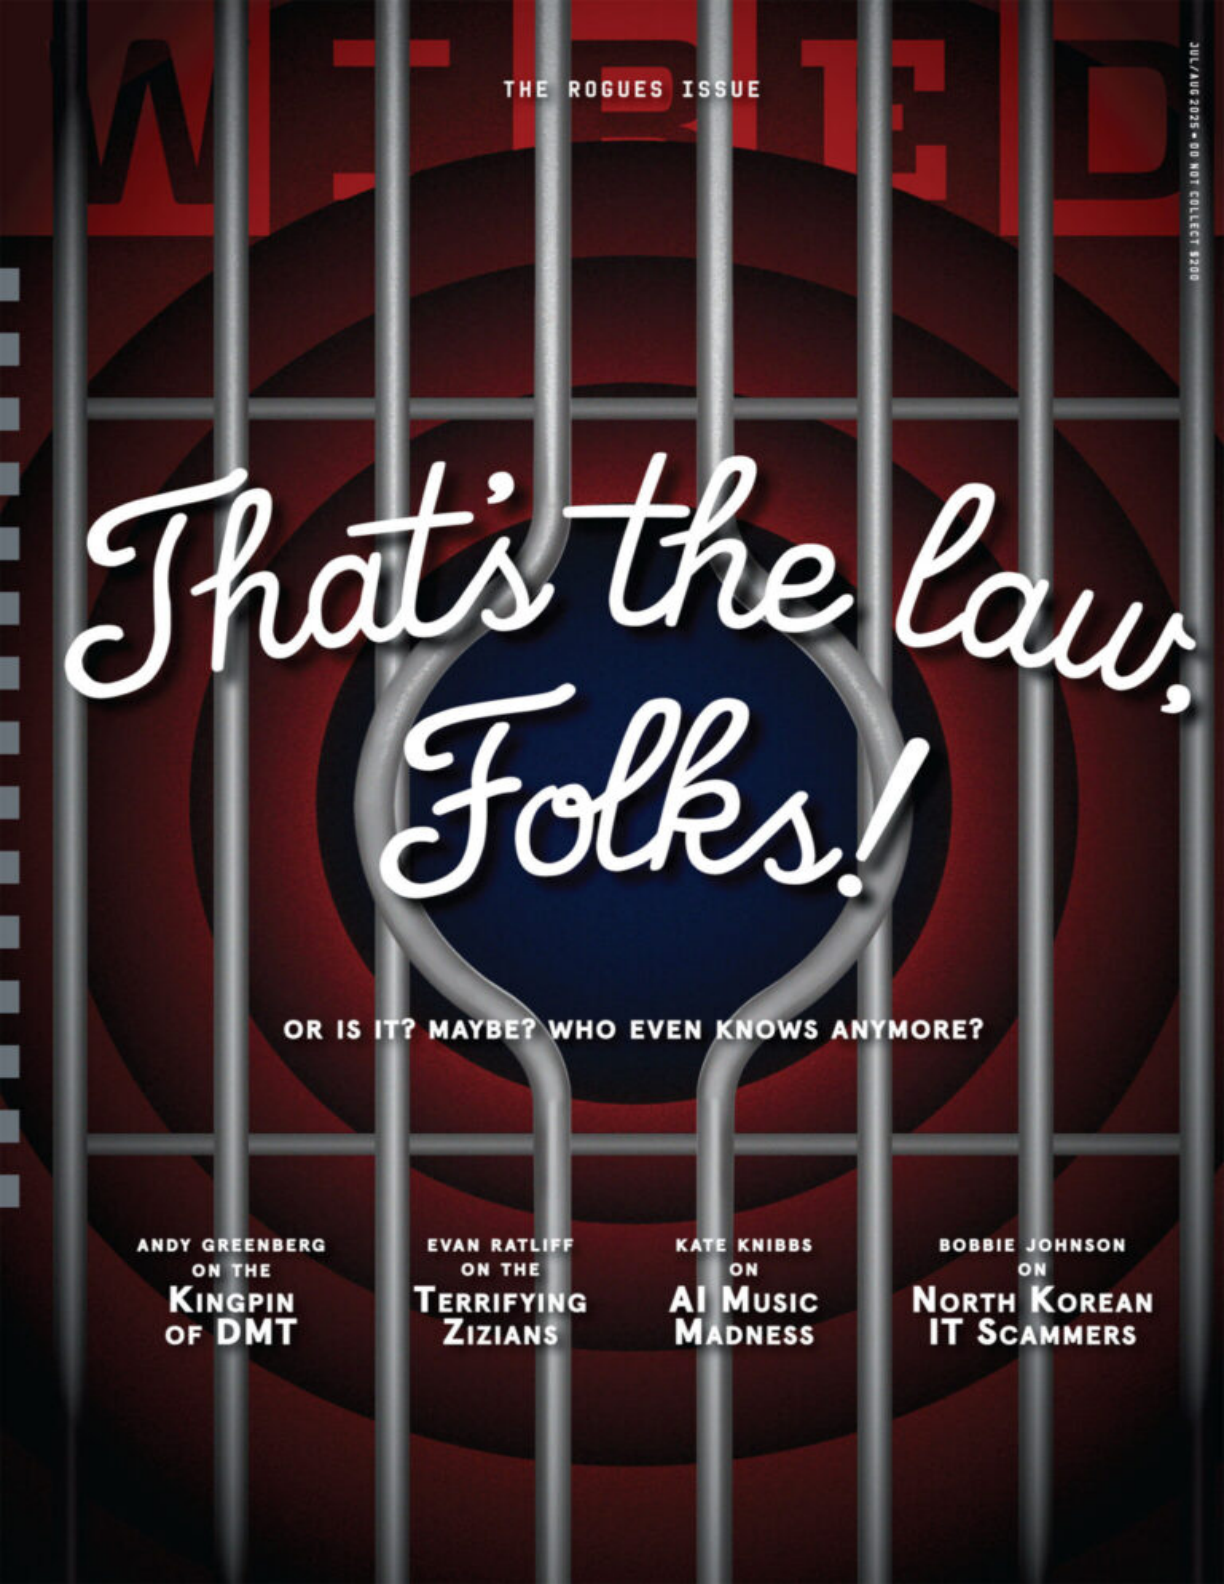 WIRED
THE ROGUES ISSUE
JUL/AUG 2025 • DO NOT COLLECT $200
That's the law,
Folks!
OR IS IT? MAYBE? WHO EVEN KNOWS ANYMORE?
ANDY GREENBERG
ON THE
KINGPIN
OF DMT
EVAN RATLIFF
ON THE
TERRIFYING
ZIZIANS
KATE KNIBBS
ON
AI MUSIC
MADNESS
BOBBIE JOHNSON
ON
NORTH KOREAN
IT SCAMMERS